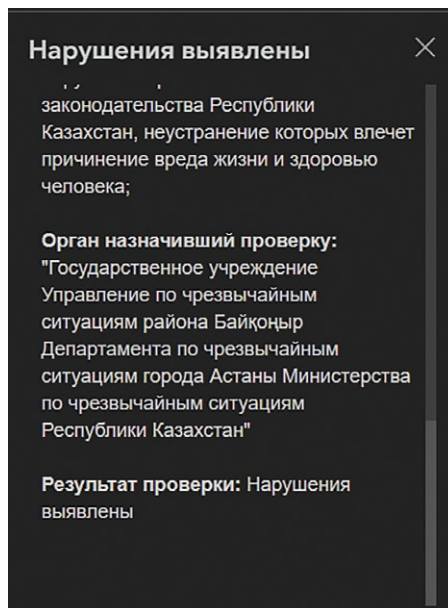 Нарушения выявлены
законодательства Республики
Казахстан, неустранение которых влечет
причинение вреда жизни и здоровью
человека;
Орган назначивший проверку:
"Государственное учреждение
Управление по чрезвычайным
ситуациям района Байқоңыр
Департамента по чрезвычайным
ситуациям города Астаны Министерства
по чрезвычайным ситуациям
Республики Казахстан"
Результат проверки: Нарушения
выявлены